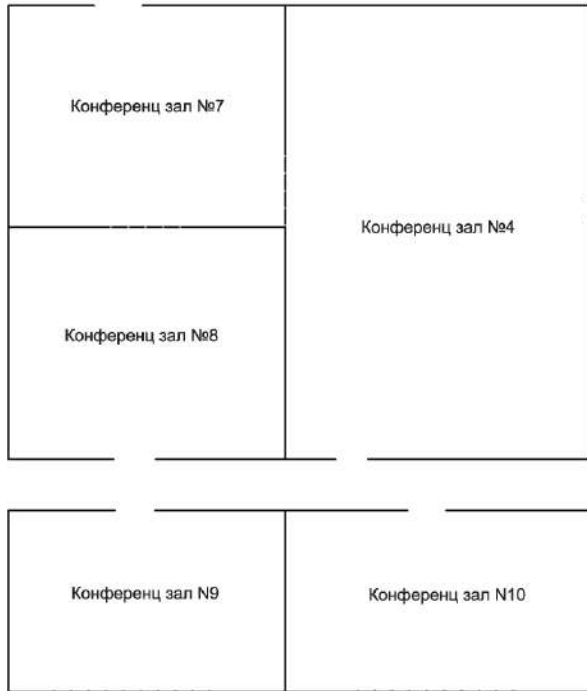 Конференц зал №7
Конференц зал №4
Конференц зал №8
Конференц зал N9
Конференц зал N10